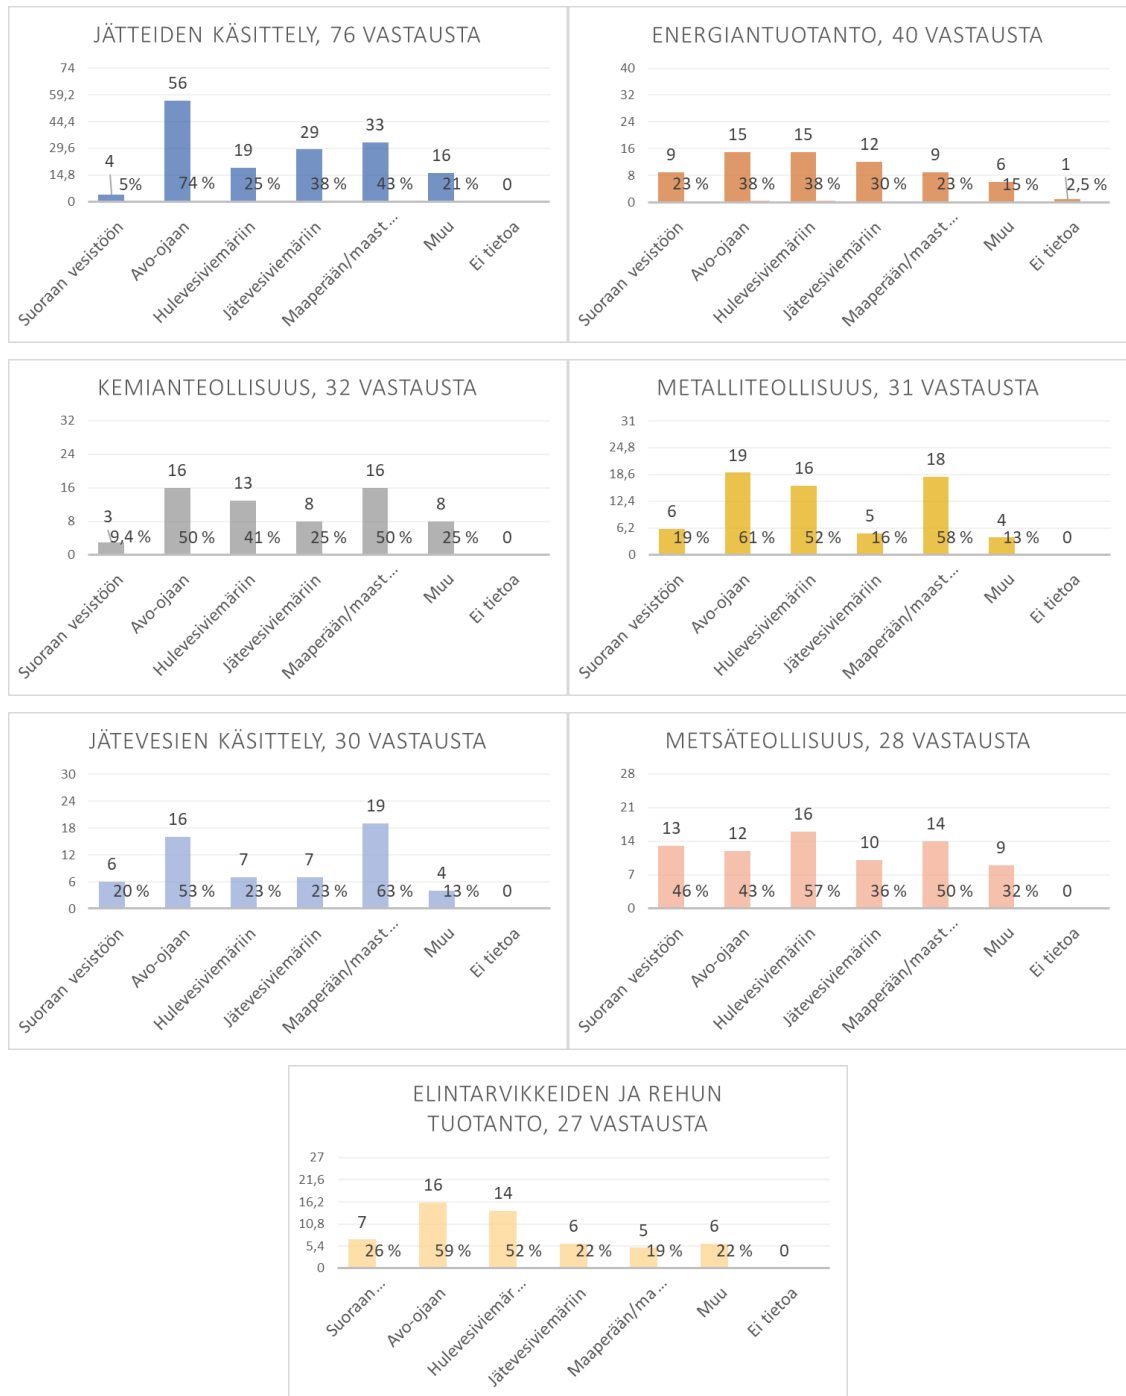 JÄTTEIDEN KÄSITTELY, 76 VASTAUSTA
74
59,2
44,4
29,6
14,8
0
4
56
19
29
33
16
5%
74 %
25 %
38 %
43 %
21 %
0
Suoraan vesistöön
Avo-ojaan
Hulevesiviemäriin
Jätevesiviemäriin
Maaperään/maast...
Muu
Ei tietoa
ENERGIANTUOTANTO, 40 VASTAUSTA
40
32
24
16
8
0
9
15
15
12
9
6
1
23 %
38 %
38 %
30 %
23 %
15 %
2,5 %
Suoraan vesistöön
Avo-ojaan
Hulevesiviemäriin
Jätevesiviemäriin
Maaperään/maast...
Muu
Ei tietoa
KEMIANTEOLLISUUS, 32 VASTAUSTA
32
24
16
8
0
3
16
13
8
16
8
9,4 %
50 %
41 %
25 %
50 %
25 %
0
Suoraan vesistöön
Avo-ojaan
Hulevesiviemäriin
Jätevesiviemäriin
Maaperään/maast...
Muu
Ei tietoa
METALLITEOLLISUUS, 31 VASTAUSTA
31
24,8
18,6
12,4
6,2
0
6
19
16
5
18
4
19 %
61 %
52 %
16 %
58 %
13 %
0
Suoraan vesistöön
Avo-ojaan
Hulevesiviemäriin
Jätevesiviemäriin
Maaperään/maast...
Muu
Ei tietoa
JÄTEVESIEN KÄSITTELY, 30 VASTAUSTA
30
24
18
12
6
0
6
16
7
7
19
4
20 %
53 %
23 %
23 %
63 %
13 %
0
Suoraan vesistöön
Avo-ojaan
Hulevesiviemäriin
Jätevesiviemäriin
Maaperään/maast...
Muu
Ei tietoa
METSÄTEOLLISUUS, 28 VASTAUSTA
28
21
14
7
0
13
12
16
10
14
9
46 %
43 %
57 %
36 %
50 %
32 %
0
Suoraan vesistöön
Avo-ojaan
Hulevesiviemäriin
Jätevesiviemäriin
Maaperään/maast...
Muu
Ei tietoa
ELINTARVIKKEIDEN JA REHUN
TUOTANTO, 27 VASTAUSTA
27
21,6
16,2
10,8
5,4
0
7
16
14
6
5
6
26 %
59 %
52 %
22 %
19 %
22 %
0
Suoraan...
Avo-ojaan
Hulevesiviemär...
Jätevesiviemäriin
Maaperään/ma...
Muu
Ei tietoa